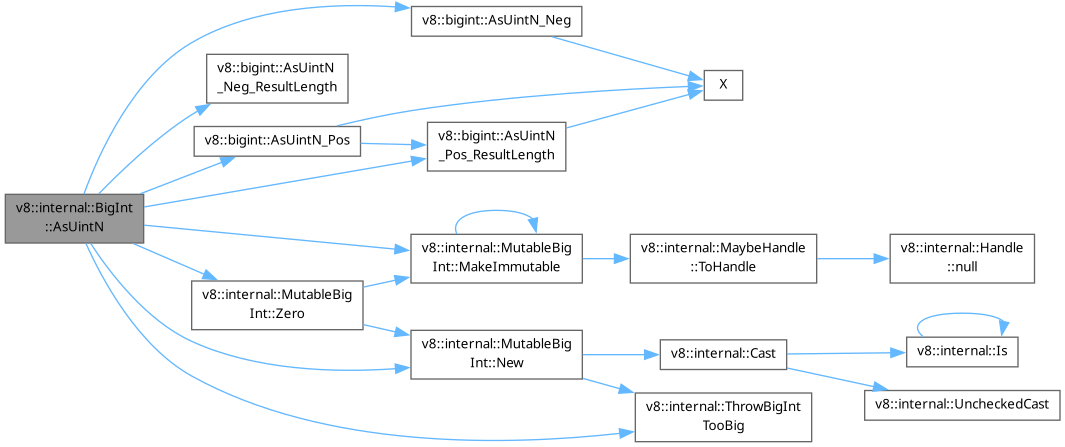 v8::bigint::AsUintN_Neg
v8::bigint::AsUintN
_Neg_ResultLength
X
v8::bigint::AsUintN_Pos
v8::bigint::AsUintN
_Pos_ResultLength
v8::internal::BigInt
::AsUintN
v8::internal::MutableBig
Int::MakeImmutable
v8::internal::MaybeHandle
::ToHandle
v8::internal::Handle
::null
v8::internal::MutableBig
Int::Zero
v8::internal::MutableBig
Int::New
v8::internal::Cast
v8::internal::Is
v8::internal::UncheckedCast
v8::internal::ThrowBigInt
TooBig